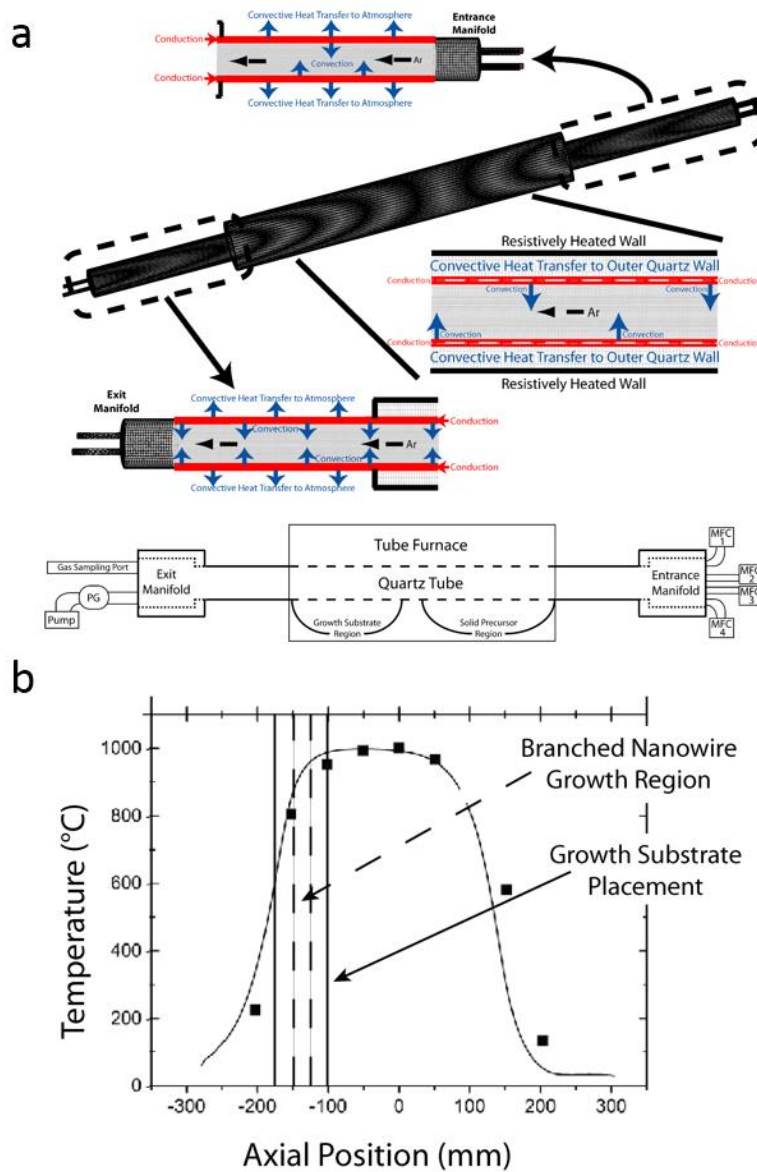 a
Convective Heat Transfer to Atmosphere
Entrance
Manifold
Conduction
Ar
Convection
Conduction
Convective Heat Transfer to Atmosphere
Resistively Heated Wall
Convective Heat Transfer to Outer Quartz Wall
Conduction
Conduction
Convection
Convection
Ar
Convection
Convection
Conduction
Conduction
Convective Heat Transfer to Outer Quartz Wall
Resistively Heated Wall
Exit
Manifold
Convective Heat Transfer to Atmosphere
Conduction
Convection
Ar
Convection
Conduction
Convective Heat Transfer to Atmosphere
Gas Sampling Port
PG
Pump
Exit
Manifold
Tube Furnace
Quartz Tube
Growth Substrate
Region
Solid Precursor
Region
Entrance
Manifold
MFC
1
MFC
2
MFC
3
MFC
4
b
Temperature (°C)
1000
800
600
400
200
0
Branched Nanowire
Growth Region
Growth Substrate
Placement
-300 -200 -100 0 100 200 300
Axial Position (mm)